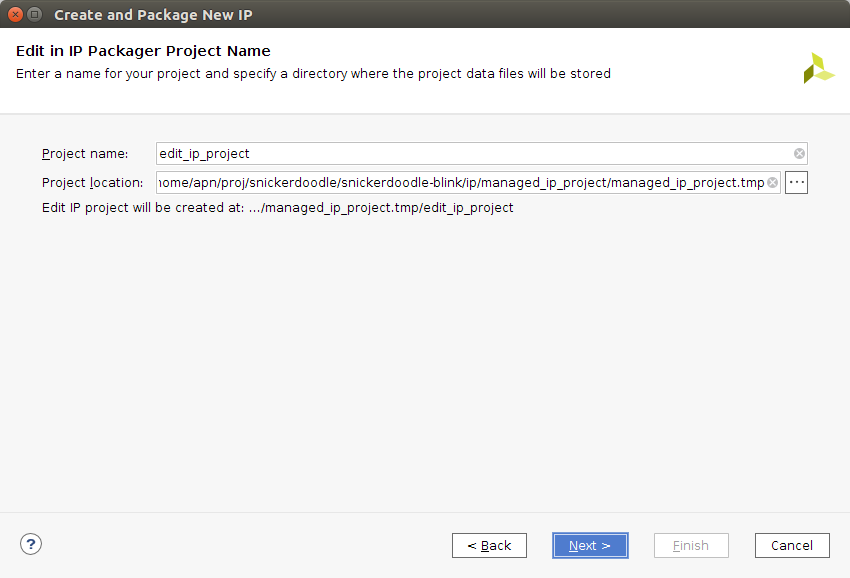 Create and Package New IP
Edit in IP Packager Project Name
Enter a name for your project and specify a directory where the project data files will be stored
Project name: edit_ip_project
Project location: home/apn/proj/snickerdoodle/snickerdoodle-blink/ip/managed_ip_project/managed_ip_project.tmp ...
Edit IP project will be created at: .../managed_ip_project.tmp/edit_ip_project
? < Back Next > Finish Cancel